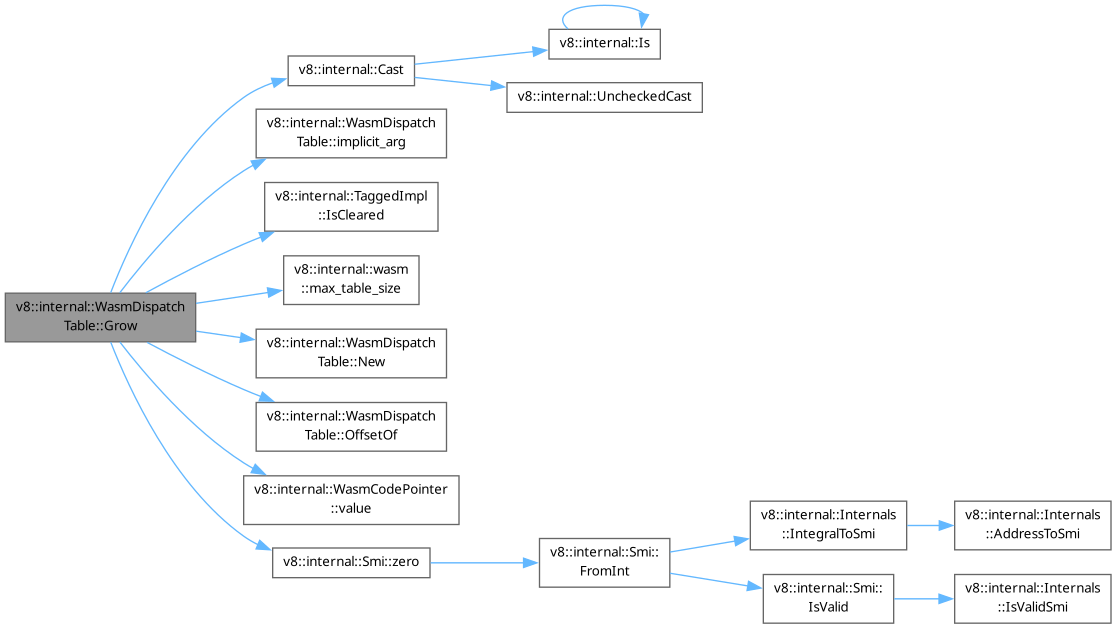 v8::internal::Is
v8::internal::Cast
v8::internal::UncheckedCast
v8::internal::WasmDispatch
Table::implicit_arg
v8::internal::TaggedImpl
::IsCleared
v8::internal::wasm
::max_table_size
v8::internal::WasmDispatch
Table::Grow
v8::internal::WasmDispatch
Table::New
v8::internal::WasmDispatch
Table::OffsetOf
v8::internal::WasmCodePointer
::value
v8::internal::Smi::zero
v8::internal::Smi::
FromInt
v8::internal::Internals
::IntegralToSmi
v8::internal::Internals
::AddressToSmi
v8::internal::Smi::
IsValid
v8::internal::Internals
::IsValidSmi